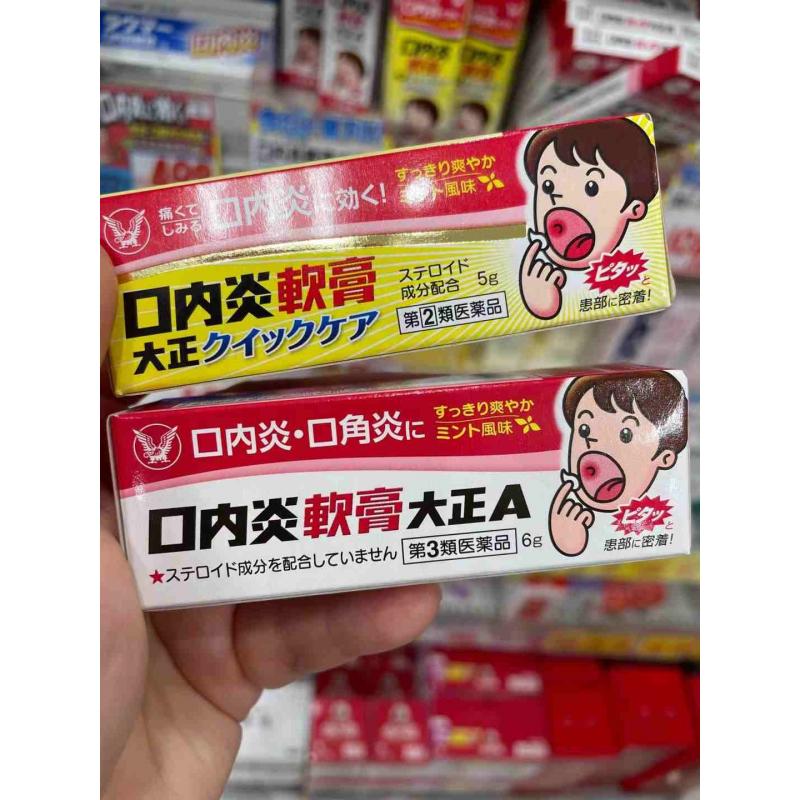 痛くて
しみる
口内炎に効く!
すっきり爽やか
ミント風味
口内炎軟膏
大正クイックケア
ステロイド
成分配合 5g
第②類医薬品
ピタッと
患部に密着!
口内炎・口角炎に
すっきり爽やか
ミント風味
口内炎軟膏大正A
★ステロイド成分を配合していません
第3類医薬品 6g
ピタッと
患部に密着!